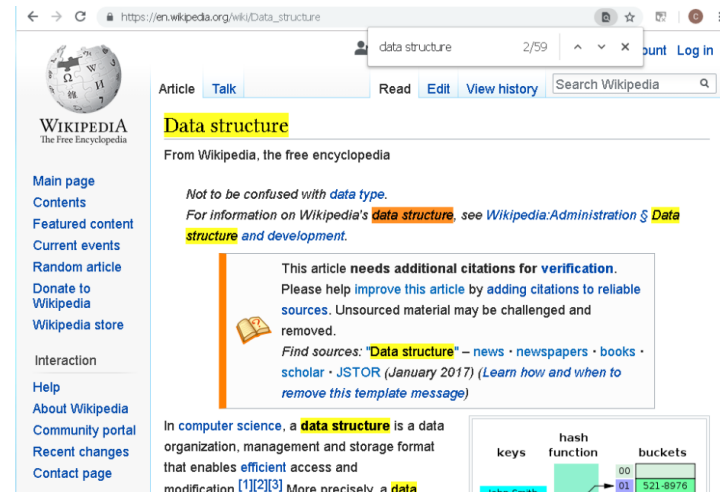 https://en.wikipedia.org/wiki/Data_structure
data structure 2/59
ount Log in
Article Talk Read Edit View history Search Wikipedia
WIKIPEDIA
The Free Encyclopedia
Main page
Contents
Featured content
Current events
Random article
Donate to
Wikipedia
Wikipedia store
Interaction
Help
About Wikipedia
Community portal
Recent changes
Contact page
Data structure
From Wikipedia, the free encyclopedia
Not to be confused with data type.
For information on Wikipedia's data structure, see Wikipedia:Administration § Data
structure and development.
This article needs additional citations for verification.
Please help improve this article by adding citations to reliable
sources. Unsourced material may be challenged and
removed.
Find sources: "Data structure" – news · newspapers · books ·
scholar · JSTOR (January 2017) (Learn how and when to
remove this template message)
In computer science, a data structure is a data
organization, management and storage format
that enables efficient access and
modification.[1][2][3] More precisely, a data
keys hash function buckets
00
01 521-8976
John Smith